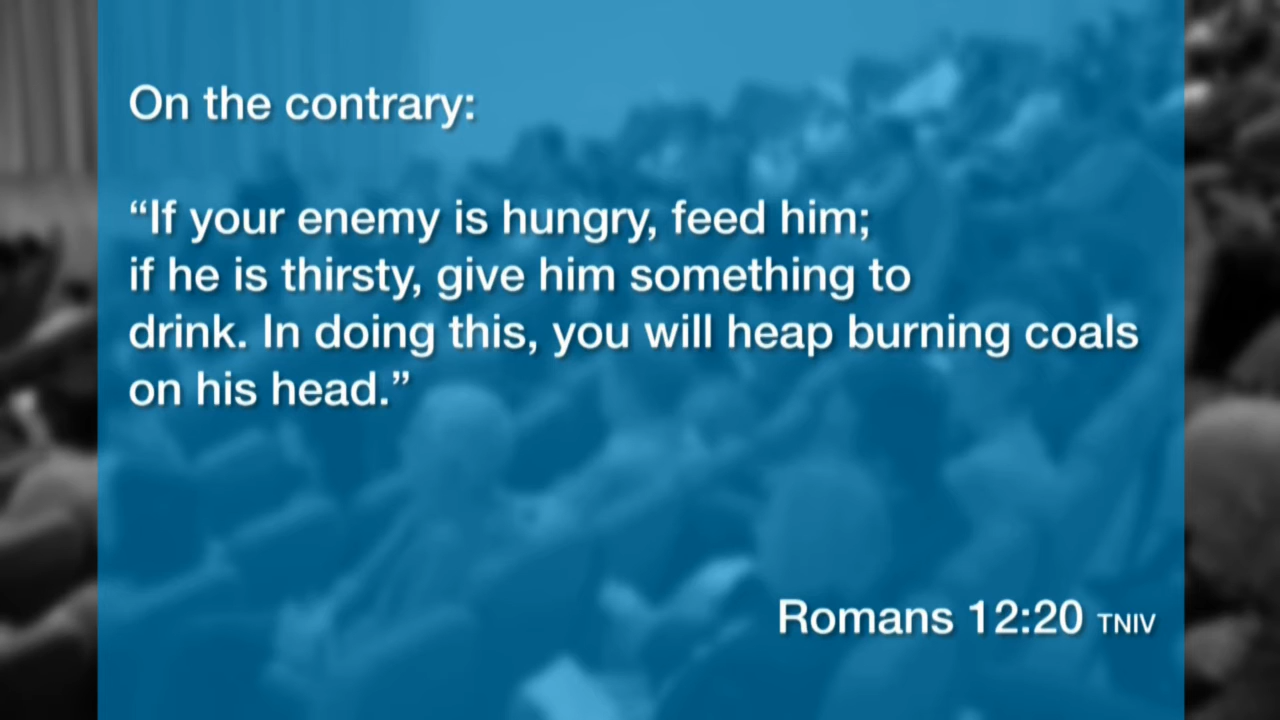 On the contrary:
“If your enemy is hungry, feed him;
if he is thirsty, give him something to
drink. In doing this, you will heap burning coals
on his head.”
Romans 12:20 TNIV